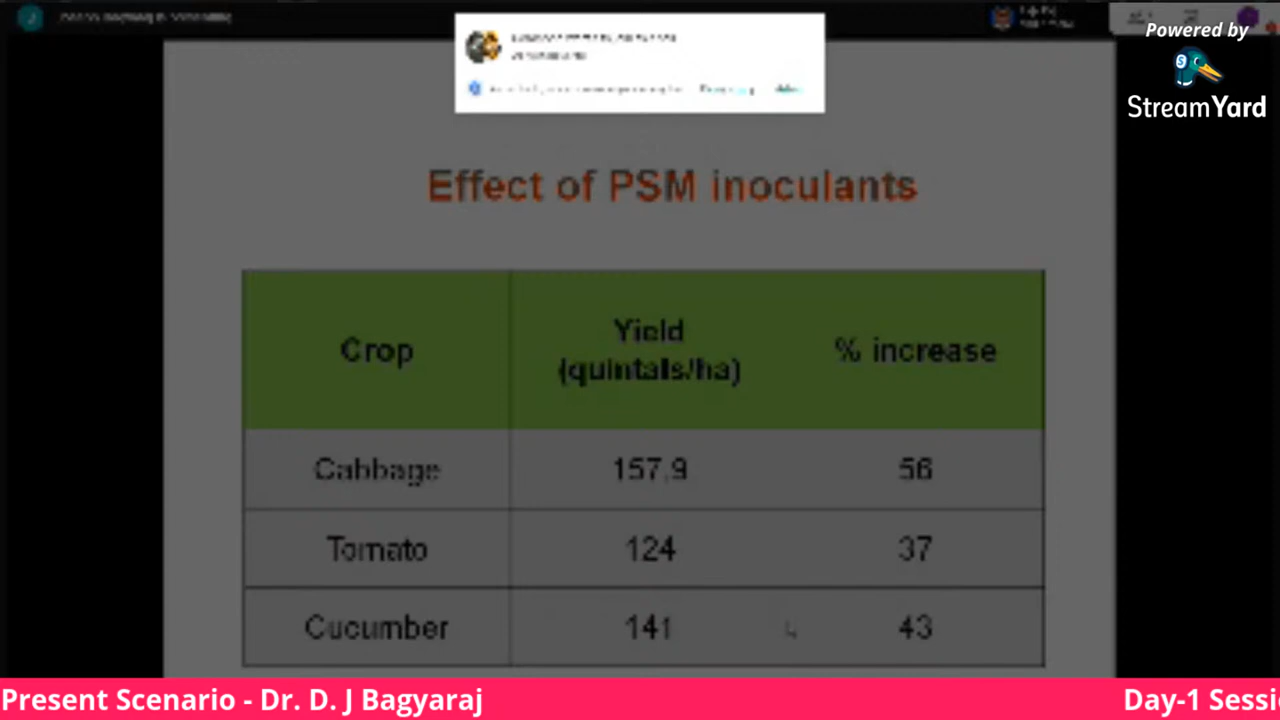 Powered by
StreamYard
Effect of PSM inoculants
Crop
Yield
(quintals/ha)
% increase
Cabbage 157.9 56
Tomato 124 37
Cucumber 141 43
Present Scenario - Dr. D. J Bagyaraj
Day-1 Sessi